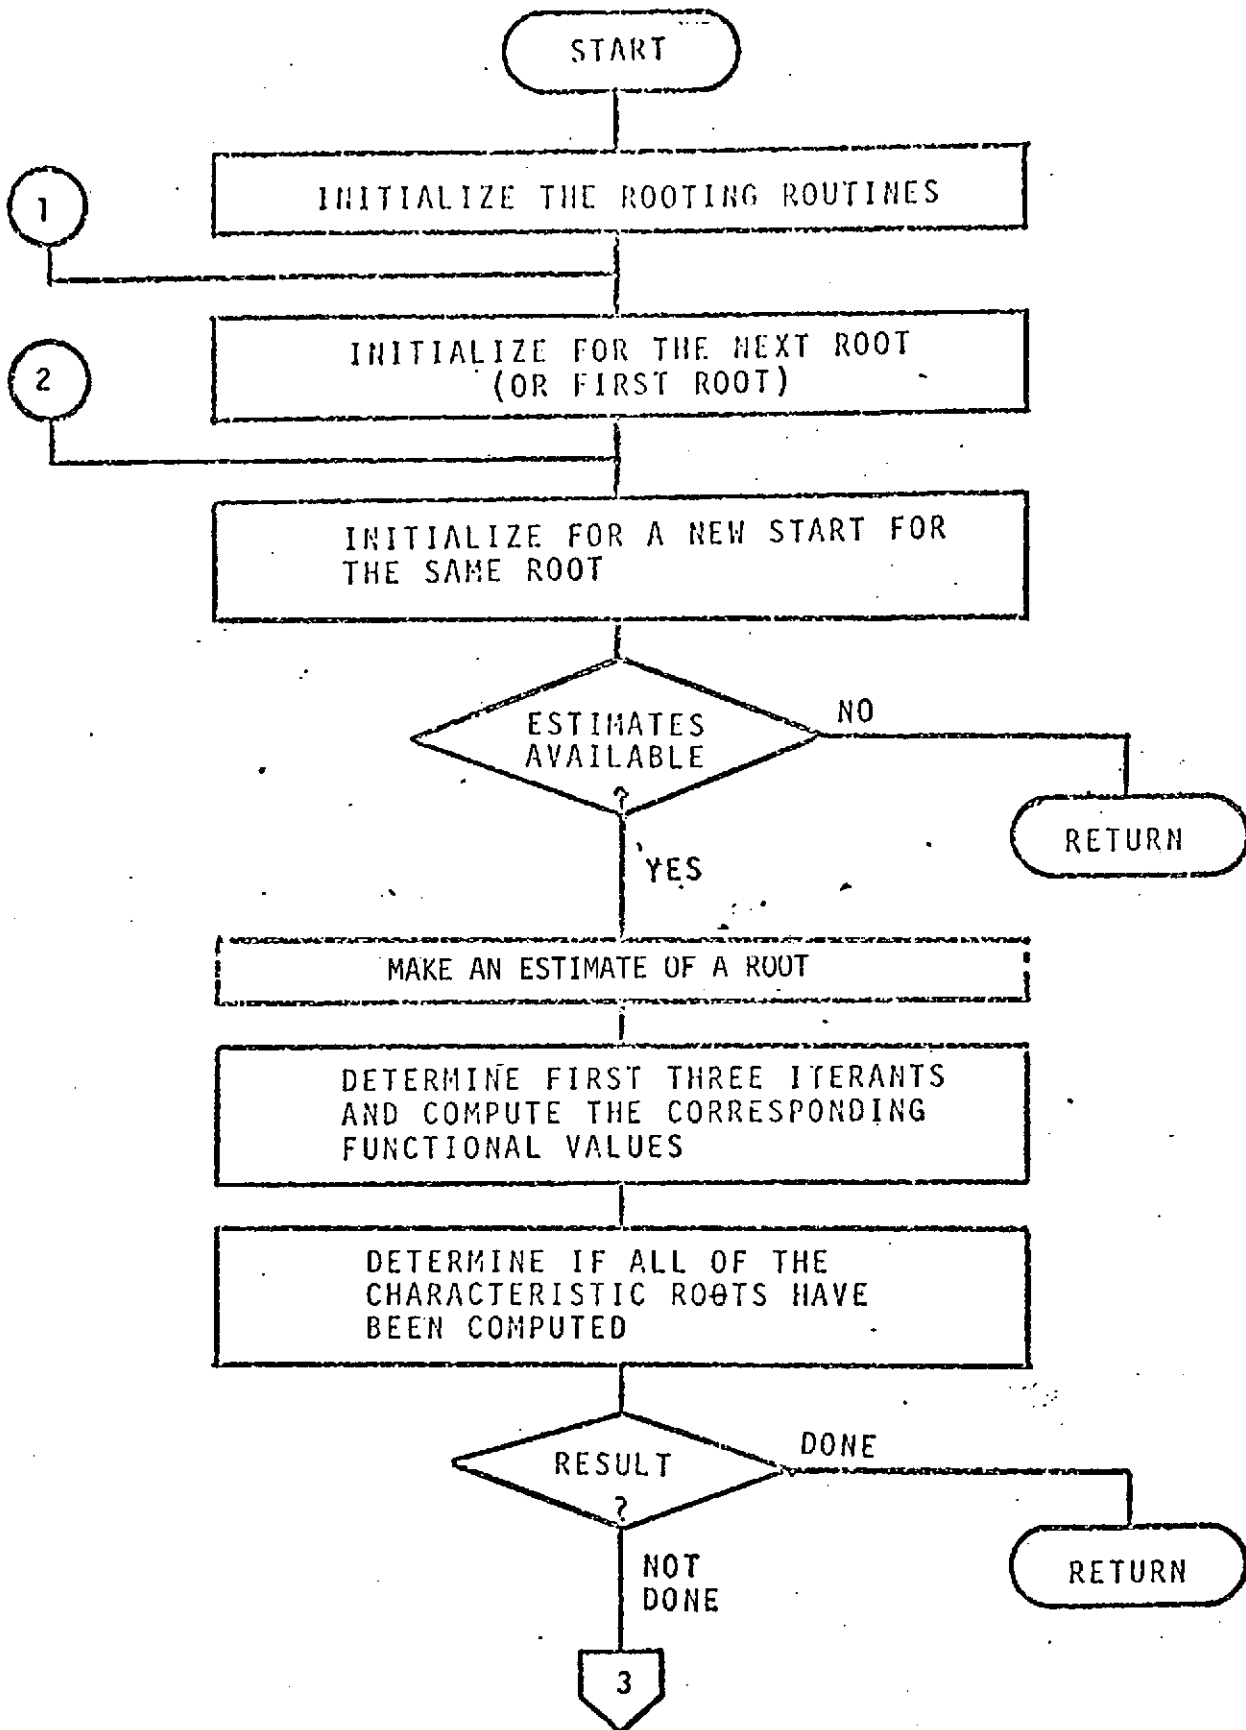 START
1
INITIALIZE THE ROOTING ROUTINES
2
INITIALIZE FOR THE NEXT ROOT
(OR FIRST ROOT)
INITIALIZE FOR A NEW START FOR
THE SAME ROOT
ESTIMATES
AVAILABLE
?
NO
RETURN
YES
MAKE AN ESTIMATE OF A ROOT
DETERMINE FIRST THREE ITERANTS
AND COMPUTE THE CORRESPONDING
FUNCTIONAL VALUES
DETERMINE IF ALL OF THE
CHARACTERISTIC ROOTS HAVE
BEEN COMPUTED
RESULT
?
DONE
RETURN
NOT
DONE
3